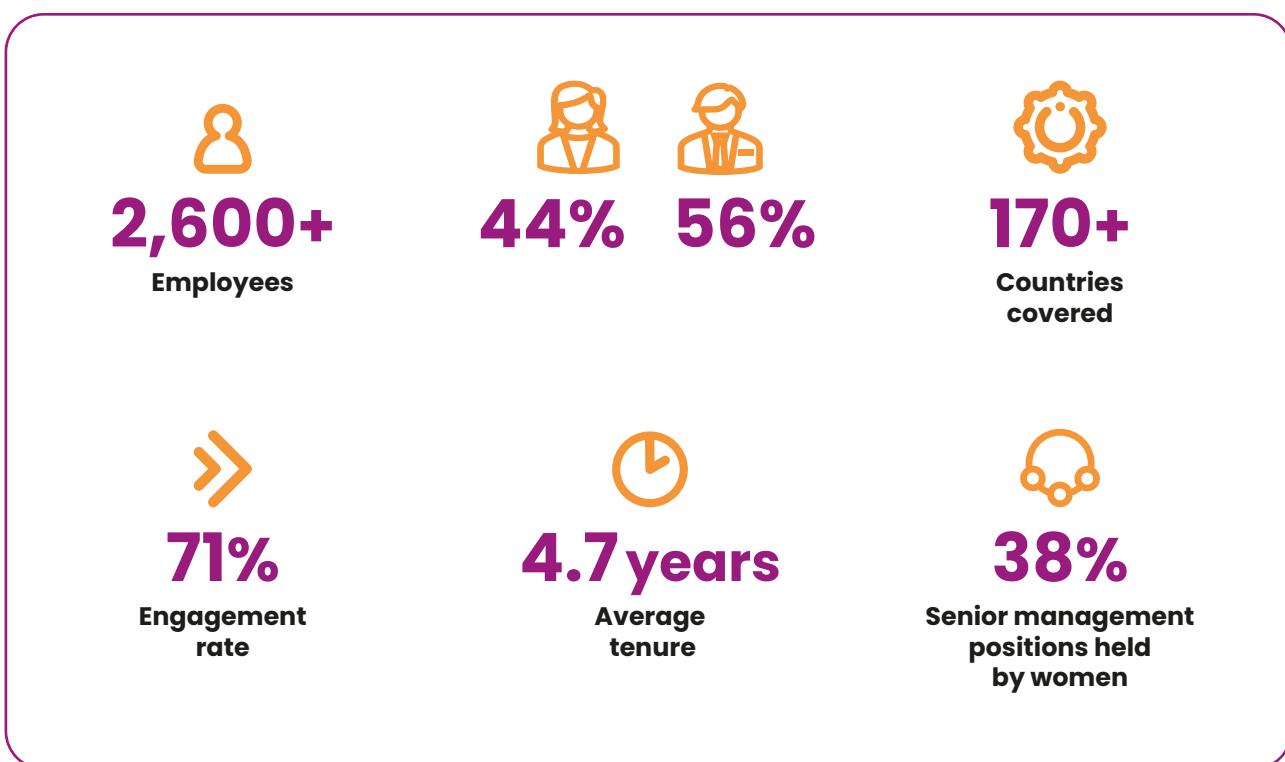 2,600+
Employees
44% 56%
170+
Countries
covered
71%
Engagement
rate
4.7 years
Average
tenure
38%
Senior management
positions held
by women